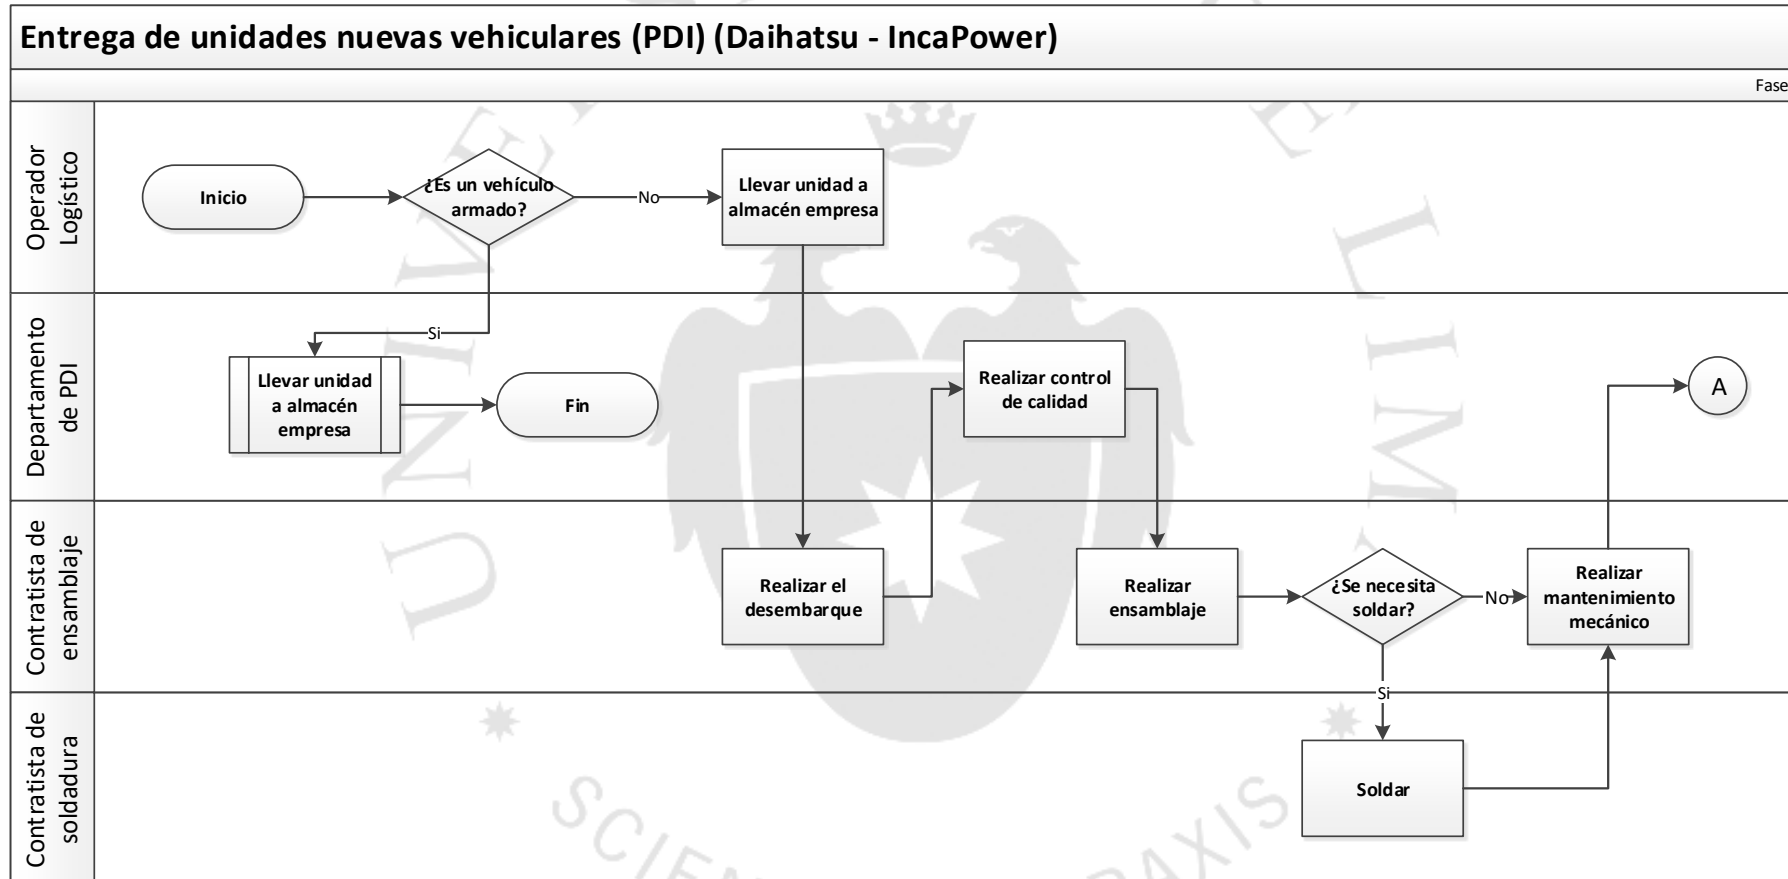 Entrega de unidades nuevas vehiculares (PDI) (Daihatsu - IncaPower)
Fase
Operador
Logístico
Inicio
¿Es un vehículo
armado?
No
Llevar unidad a
almacén empresa
Departamento
de PDI
Si
Llevar unidad
a almacén
empresa
Fin
Realizar control
de calidad
A
Contratista de
ensamblaje
Realizar el
desembarque
Realizar
ensamblaje
¿Se necesita
soldar?
No
Realizar
mantenimiento
mecánico
Contratista de
soldadura
Si
Soldar